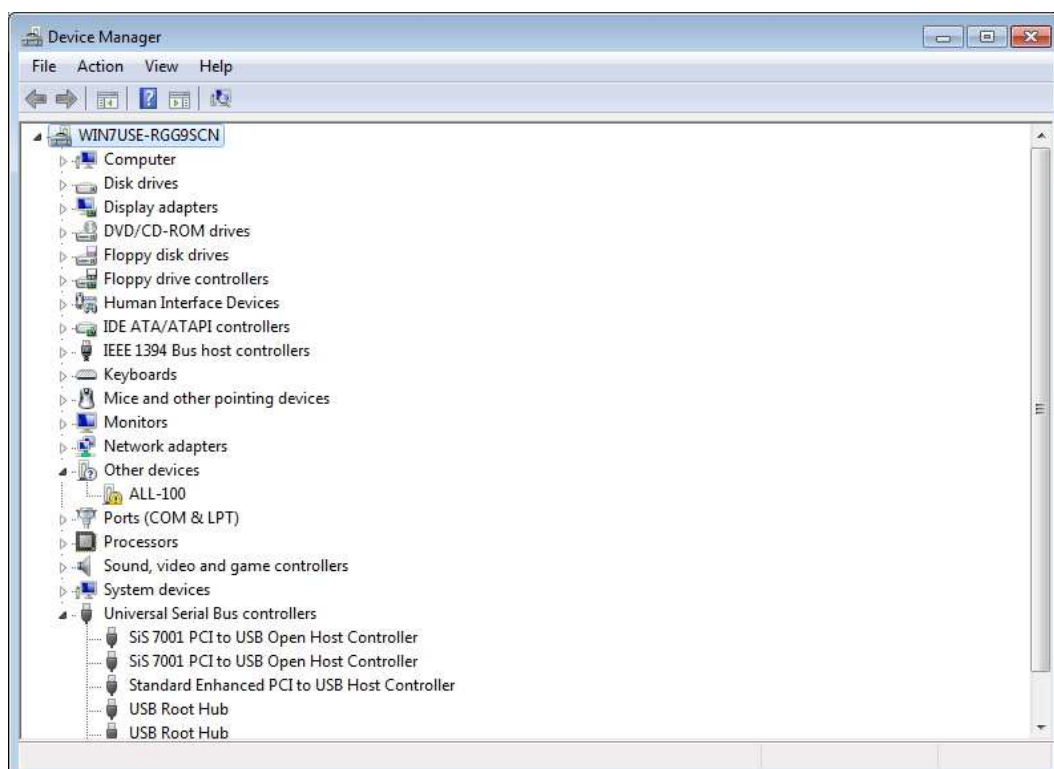 Device Manager
File Action View Help
WIN7USE-RGG9SCN
Computer
Disk drives
Display adapters
DVD/CD-ROM drives
Floppy disk drives
Floppy drive controllers
Human Interface Devices
IDE ATA/ATAPI controllers
IEEE 1394 Bus host controllers
Keyboards
Mice and other pointing devices
Monitors
Network adapters
Other devices
ALL-100
Ports (COM & LPT)
Processors
Sound, video and game controllers
System devices
Universal Serial Bus controllers
SiS 7001 PCI to USB Open Host Controller
SiS 7001 PCI to USB Open Host Controller
Standard Enhanced PCI to USB Host Controller
USB Root Hub
USB Root Hub